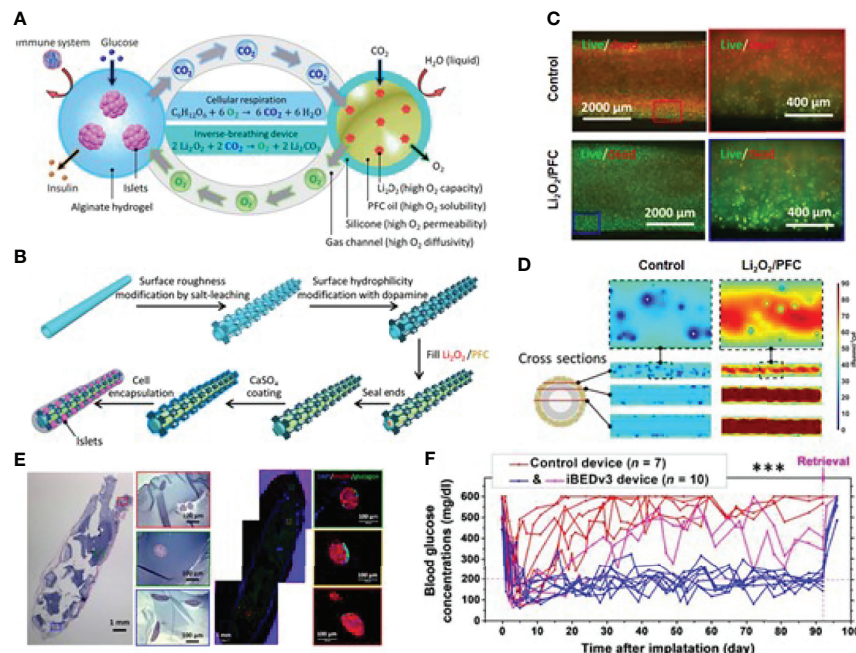 A
Immune system
Glucose
CO2
CO2
CO2
CO2
H2O (liquid)
Cellular respiration
C6H12O6 + 6 O2 → 6 CO2 + 6 H2O
Inverse-breathing device
2 Li2O2 + 2 CO2 → O2 + 2 Li2CO3
O2
O2
O2
O2
Insulin
Islets
Alginate hydrogel
Li2O2 (high O2 capacity)
PFC oil (high O2 solubility)
Silicone (high O2 permeability)
Gas channel (high O2 diffusivity)
B
Surface roughness
modification by salt-leaching
Surface hydrophilicity
modification with dopamine
Fill Li2O2/PFC
Seal ends
CaSO4
coating
Cell
encapsulation
Islets
C
Control
Live/dead
2000 µm
Live/dead
400 µm
Li2O2/PFC
Live/dead
2000 µm
Live/dead
400 µm
D
Control
Li2O2/PFC
Cross sections
90
80
70
60
50
40
30
20
10
0
E
1 mm
100 µm
100 µm
100 µm
1 mm
100 µm
100 µm
100 µm
F
Control device (n = 7)
& iBEDv3 device (n = 10)
***
Retrieval
Blood glucose
concentrations (mg/dl)
600
500
400
300
200
100
0
0 10 20 30 40 50 60 70 80 90 100
Time after implatation (day)